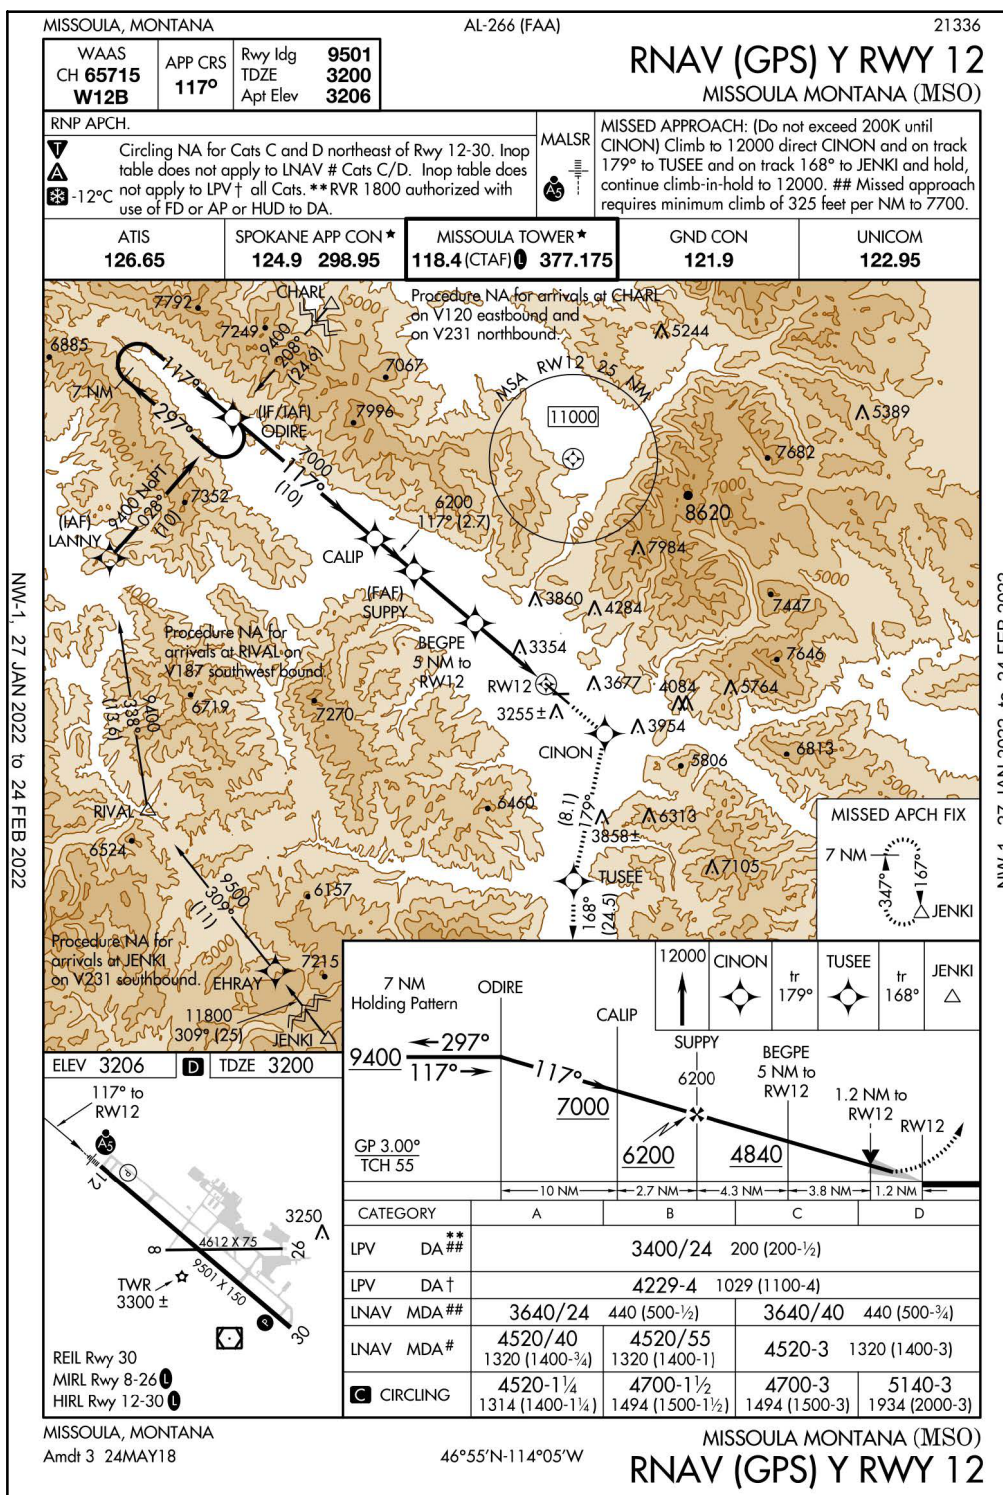 MISSOULA, MONTANA
AL-266 (FAA)
21336
WAAS
CH 65715
W12B
APP CRS
117°
Rwy ldg 9501
TDZE 3200
Apt Elev 3206
RNAV (GPS) Y RWY 12
MISSOULA MONTANA (MSO)
RNP APCH.
T
A
-12°C
Circling NA for Cats C and D northeast of Rwy 12-30. Inop
table does not apply to LNAV # Cats C/D. Inop table does
not apply to LPV† all Cats. **RVR 1800 authorized with
use of FD or AP or HUD to DA.
MALSR
A5
MISSED APPROACH: (Do not exceed 200K until
CINON) Climb to 12000 direct CINON and on track
179° to TUSEE and on track 168° to JENKI and hold,
continue climb-in-hold to 12000. ## Missed approach
requires minimum climb of 325 feet per NM to 7700.
ATIS
126.65
SPOKANE APP CON★
124.9 298.95
MISSOULA TOWER★
118.4 (CTAF) L 377.175
GND CON
121.9
UNICOM
122.95
7792
CHARL
5000
7249
9400
208°
(24.6)
Procedure NA for arrivals at CHARL
on V120 eastbound and
on V231 northbound.
5244
6885
7067
117°
7 NM
297°
(IF/IAF)
ODIRE
7996
MSA RW12 25 NM
11000
5389
7682
7000
8620
7000
117°
(10)
7352
9400 NoPT
028°
(10)
(IAF)
LANNY
6200
117° (2.7)
CALIP
7984
5000
(FAF)
SUPPY
3860
4284
7447
Procedure NA for
arrivals at RIVAL on
V187 southwest bound.
BEGPE
5 NM to
RW12
3354
7646
RW12
3677
4084
5764
3255±
3954
6719
7270
9400
338°
(13.6)
CINON
6813
5806
RIVAL
6460
(8.1)
179°
3858±
6313
7105
MISSED APCH FIX
7 NM
347°
167°
JENKI
6524
TUSEE
168°
(24.5)
6157
9500
309°
(11)
Procedure NA for
arrivals at JENKI
on V231 southbound.
EHRAY
7215
11800
309° (25)
JENKI
NW-1, 27 JAN 2022 to 24 FEB 2022
NW-1, 27 JAN 2022 to 24 FEB 2022
12000
CINON
tr
179°
TUSEE
tr
168°
JENKI
7 NM
Holding Pattern
ODIRE
CALIP
SUPPY
6200
BEGPE
5 NM to
RW12
1.2 NM to
RW12
RW12
9400
297°
117°
117°
7000
6200
4840
GP 3.00°
TCH 55
10 NM
2.7 NM
4.3 NM
3.8 NM
1.2 NM
ELEV 3206
D
TDZE 3200
117° to
RW12
A5
P
12
3250
8
4612 X 75
26
9501 X 150
TWR
3300 ±
P
30
REIL Rwy 30
MIRL Rwy 8-26 L
HIRL Rwy 12-30 L
CATEGORY A B C D
LPV DA **## 3400/24 200 (200-½)
LPV DA† 4229-4 1029 (1100-4)
LNAV MDA## 3640/24 440 (500-½) 3640/40 440 (500-¾)
LNAV MDA# 4520/40 4520/55 4520-3 1320 (1400-3)
1320 (1400-¾) 1320 (1400-1)
C CIRCLING 4520-1¼ 4700-1½ 4700-3 5140-3
1314 (1400-1¼) 1494 (1500-1½) 1494 (1500-3) 1934 (2000-3)
MISSOULA, MONTANA
Amdt 3 24MAY18
46°55'N-114°05'W
MISSOULA MONTANA (MSO)
RNAV (GPS) Y RWY 12